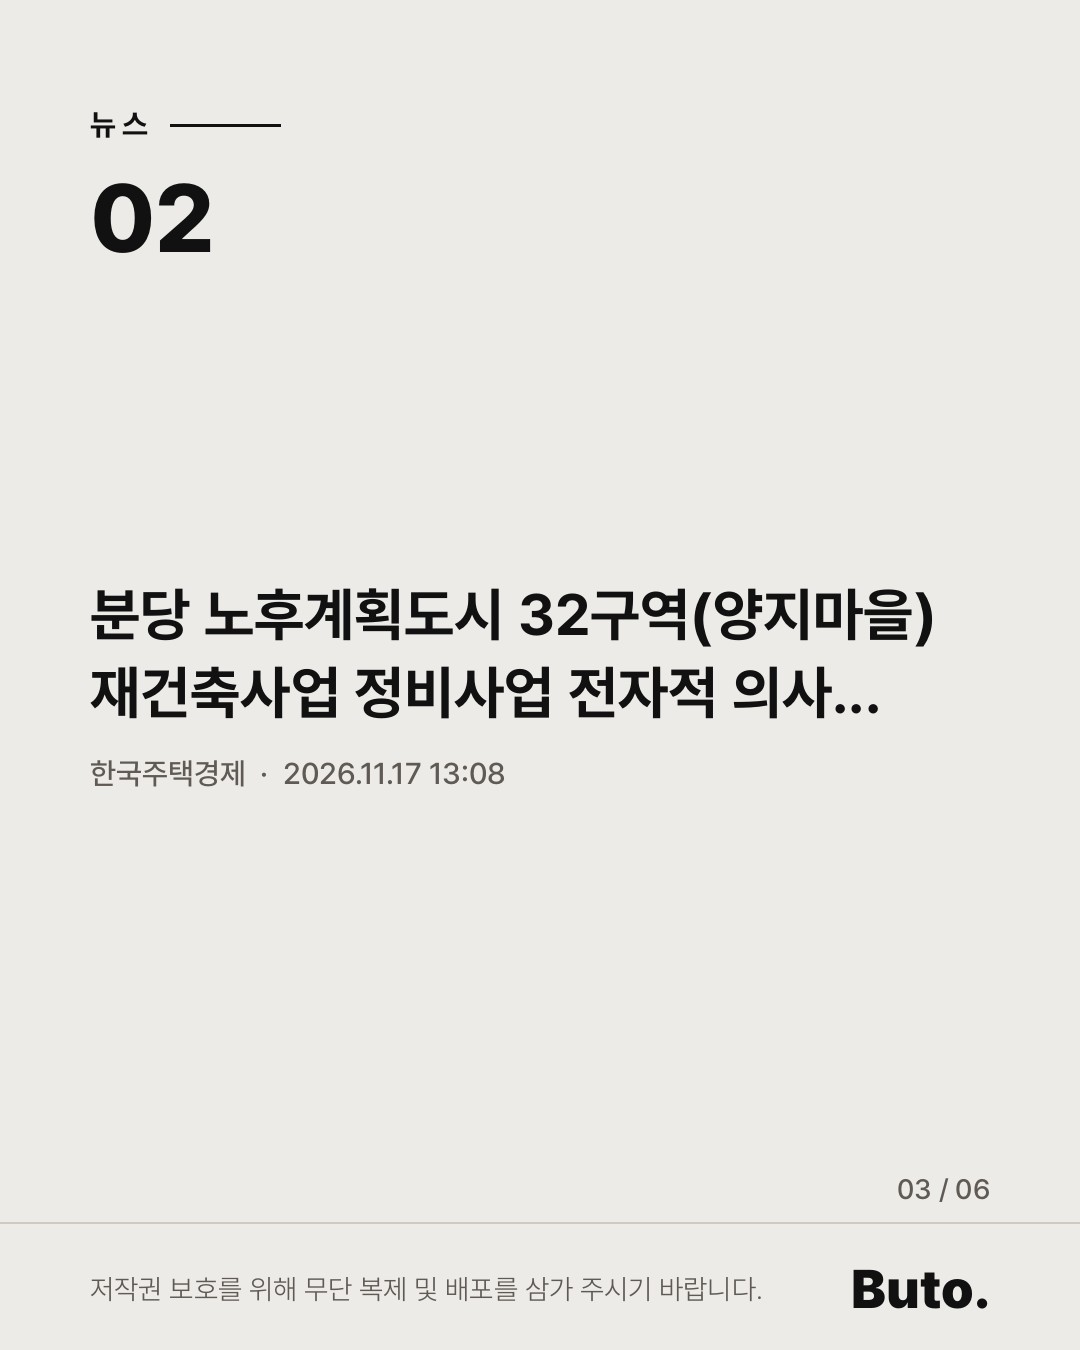 뉴스
02
분당 노후계획도시 32구역(양지마을)
재건축사업 정비사업 전자적 의사...
한국주택경제 · 2026.11.17 13:08
03 / 06
저작권 보호를 위해 무단 복제 및 배포를 삼가 주시기 바랍니다.
Buto.